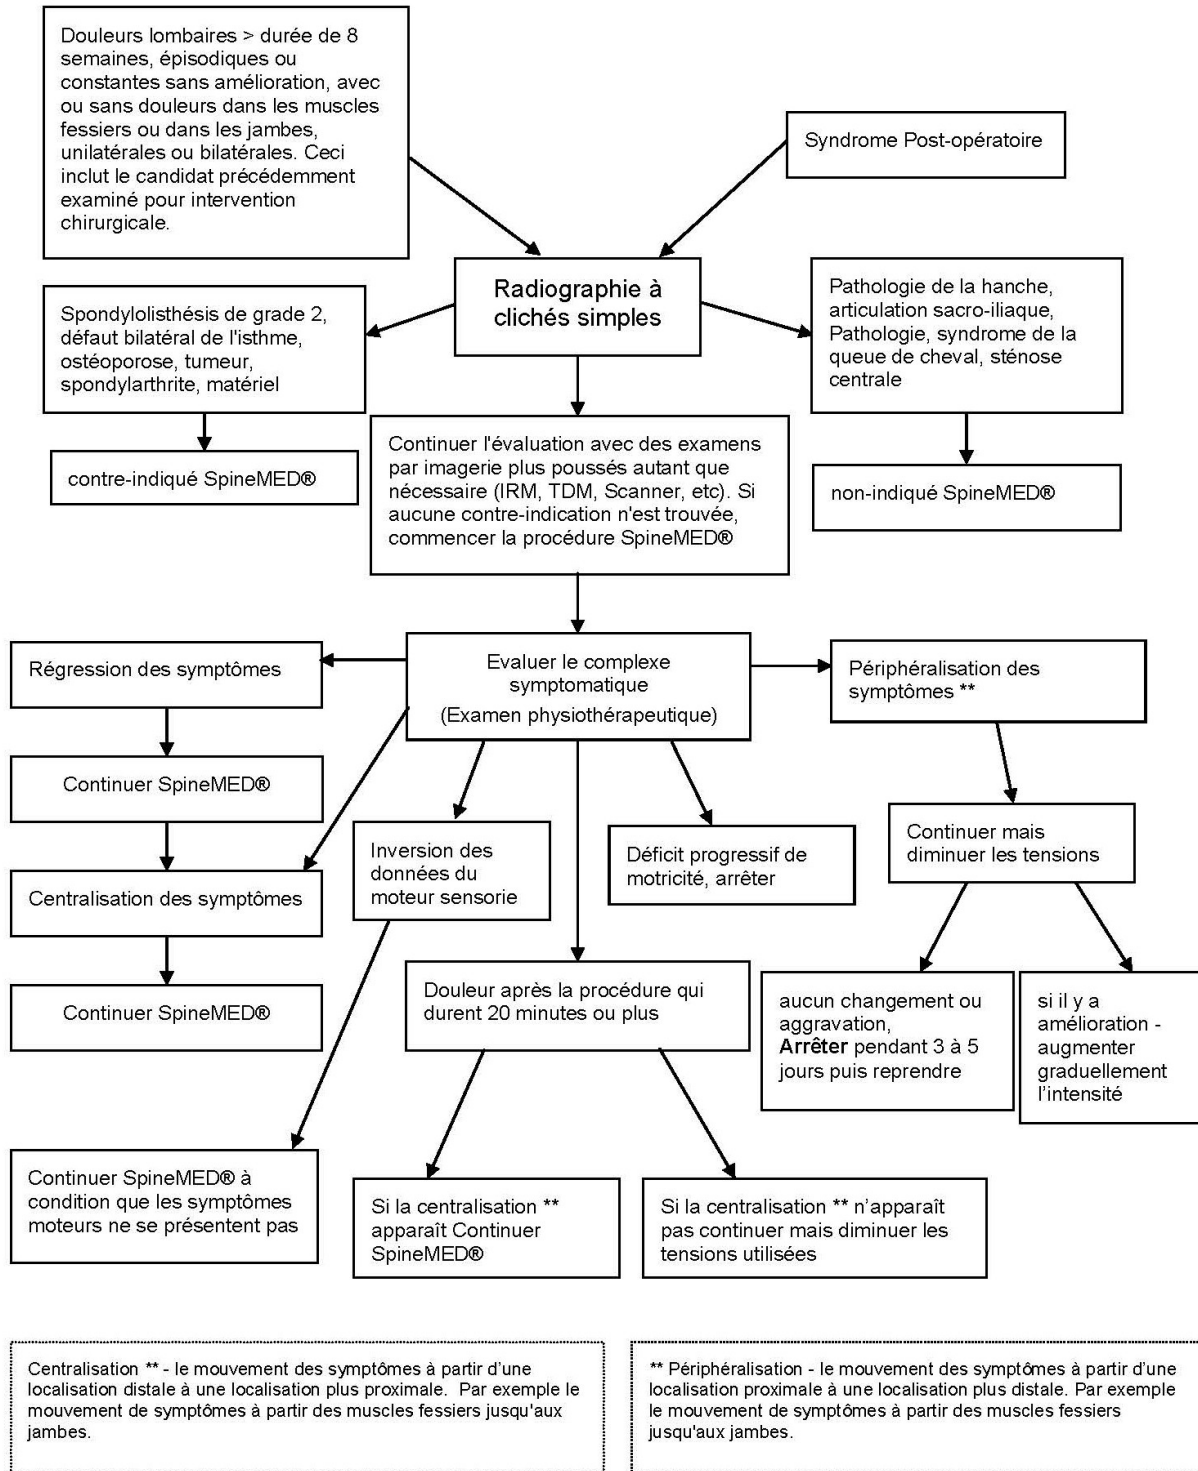 Douleurs lombaires > durée de 8
semaines, épisodiques ou
constantes sans amélioration, avec
ou sans douleurs dans les muscles
fessiers ou dans les jambes,
unilatérales ou bilatérales. Ceci
inclut le candidat précédemment
examiné pour intervention
chirurgicale.
Syndrome Post-opératoire
Radiographie à
clichés simples
Spondylolisthésis de grade 2,
défaut bilatéral de l'isthme,
ostéoporose, tumeur,
spondylarthrite, matériel
Pathologie de la hanche,
articulation sacro-iliaque,
Pathologie, syndrome de la
queue de cheval, sténose
centrale
contre-indiqué SpineMED®
Continuer l'évaluation avec des examens
par imagerie plus poussés autant que
nécessaire (IRM, TDM, Scanner, etc). Si
aucune contre-indication n'est trouvée,
commencer la procédure SpineMED®
non-indiqué SpineMED®
Régression des symptômes
Evaluer le complexe
symptomatique
(Examen physiothérapeutique)
Périphéralisation des
symptômes **
Continuer SpineMED®
Centralisation des symptômes
Continuer SpineMED®
Inversion des
données du
moteur sensorie
Déficit progressif de
motricité, arrêter
Continuer mais
diminuer les tensions
Douleur après la procédure qui
durent 20 minutes ou plus
aucun changement ou
aggravation,
Arrêter pendant 3 à 5
jours puis reprendre
si il y a
amélioration -
augmenter
graduellement
l’intensité
Continuer SpineMED® à
condition que les symptômes
moteurs ne se présentent pas
Si la centralisation **
apparaît Continuer
SpineMED®
Si la centralisation ** n’apparaît
pas continuer mais diminuer les
tensions utilisées
Centralisation ** - le mouvement des symptômes à partir d’une
localisation distale à une localisation plus proximale. Par exemple le
mouvement de symptômes à partir des muscles fessiers jusqu'aux
jambes.
** Périphéralisation - le mouvement des symptômes à partir d’une
localisation proximale à une localisation plus distale. Par exemple
le mouvement de symptômes à partir des muscles fessiers
jusqu'aux jambes.